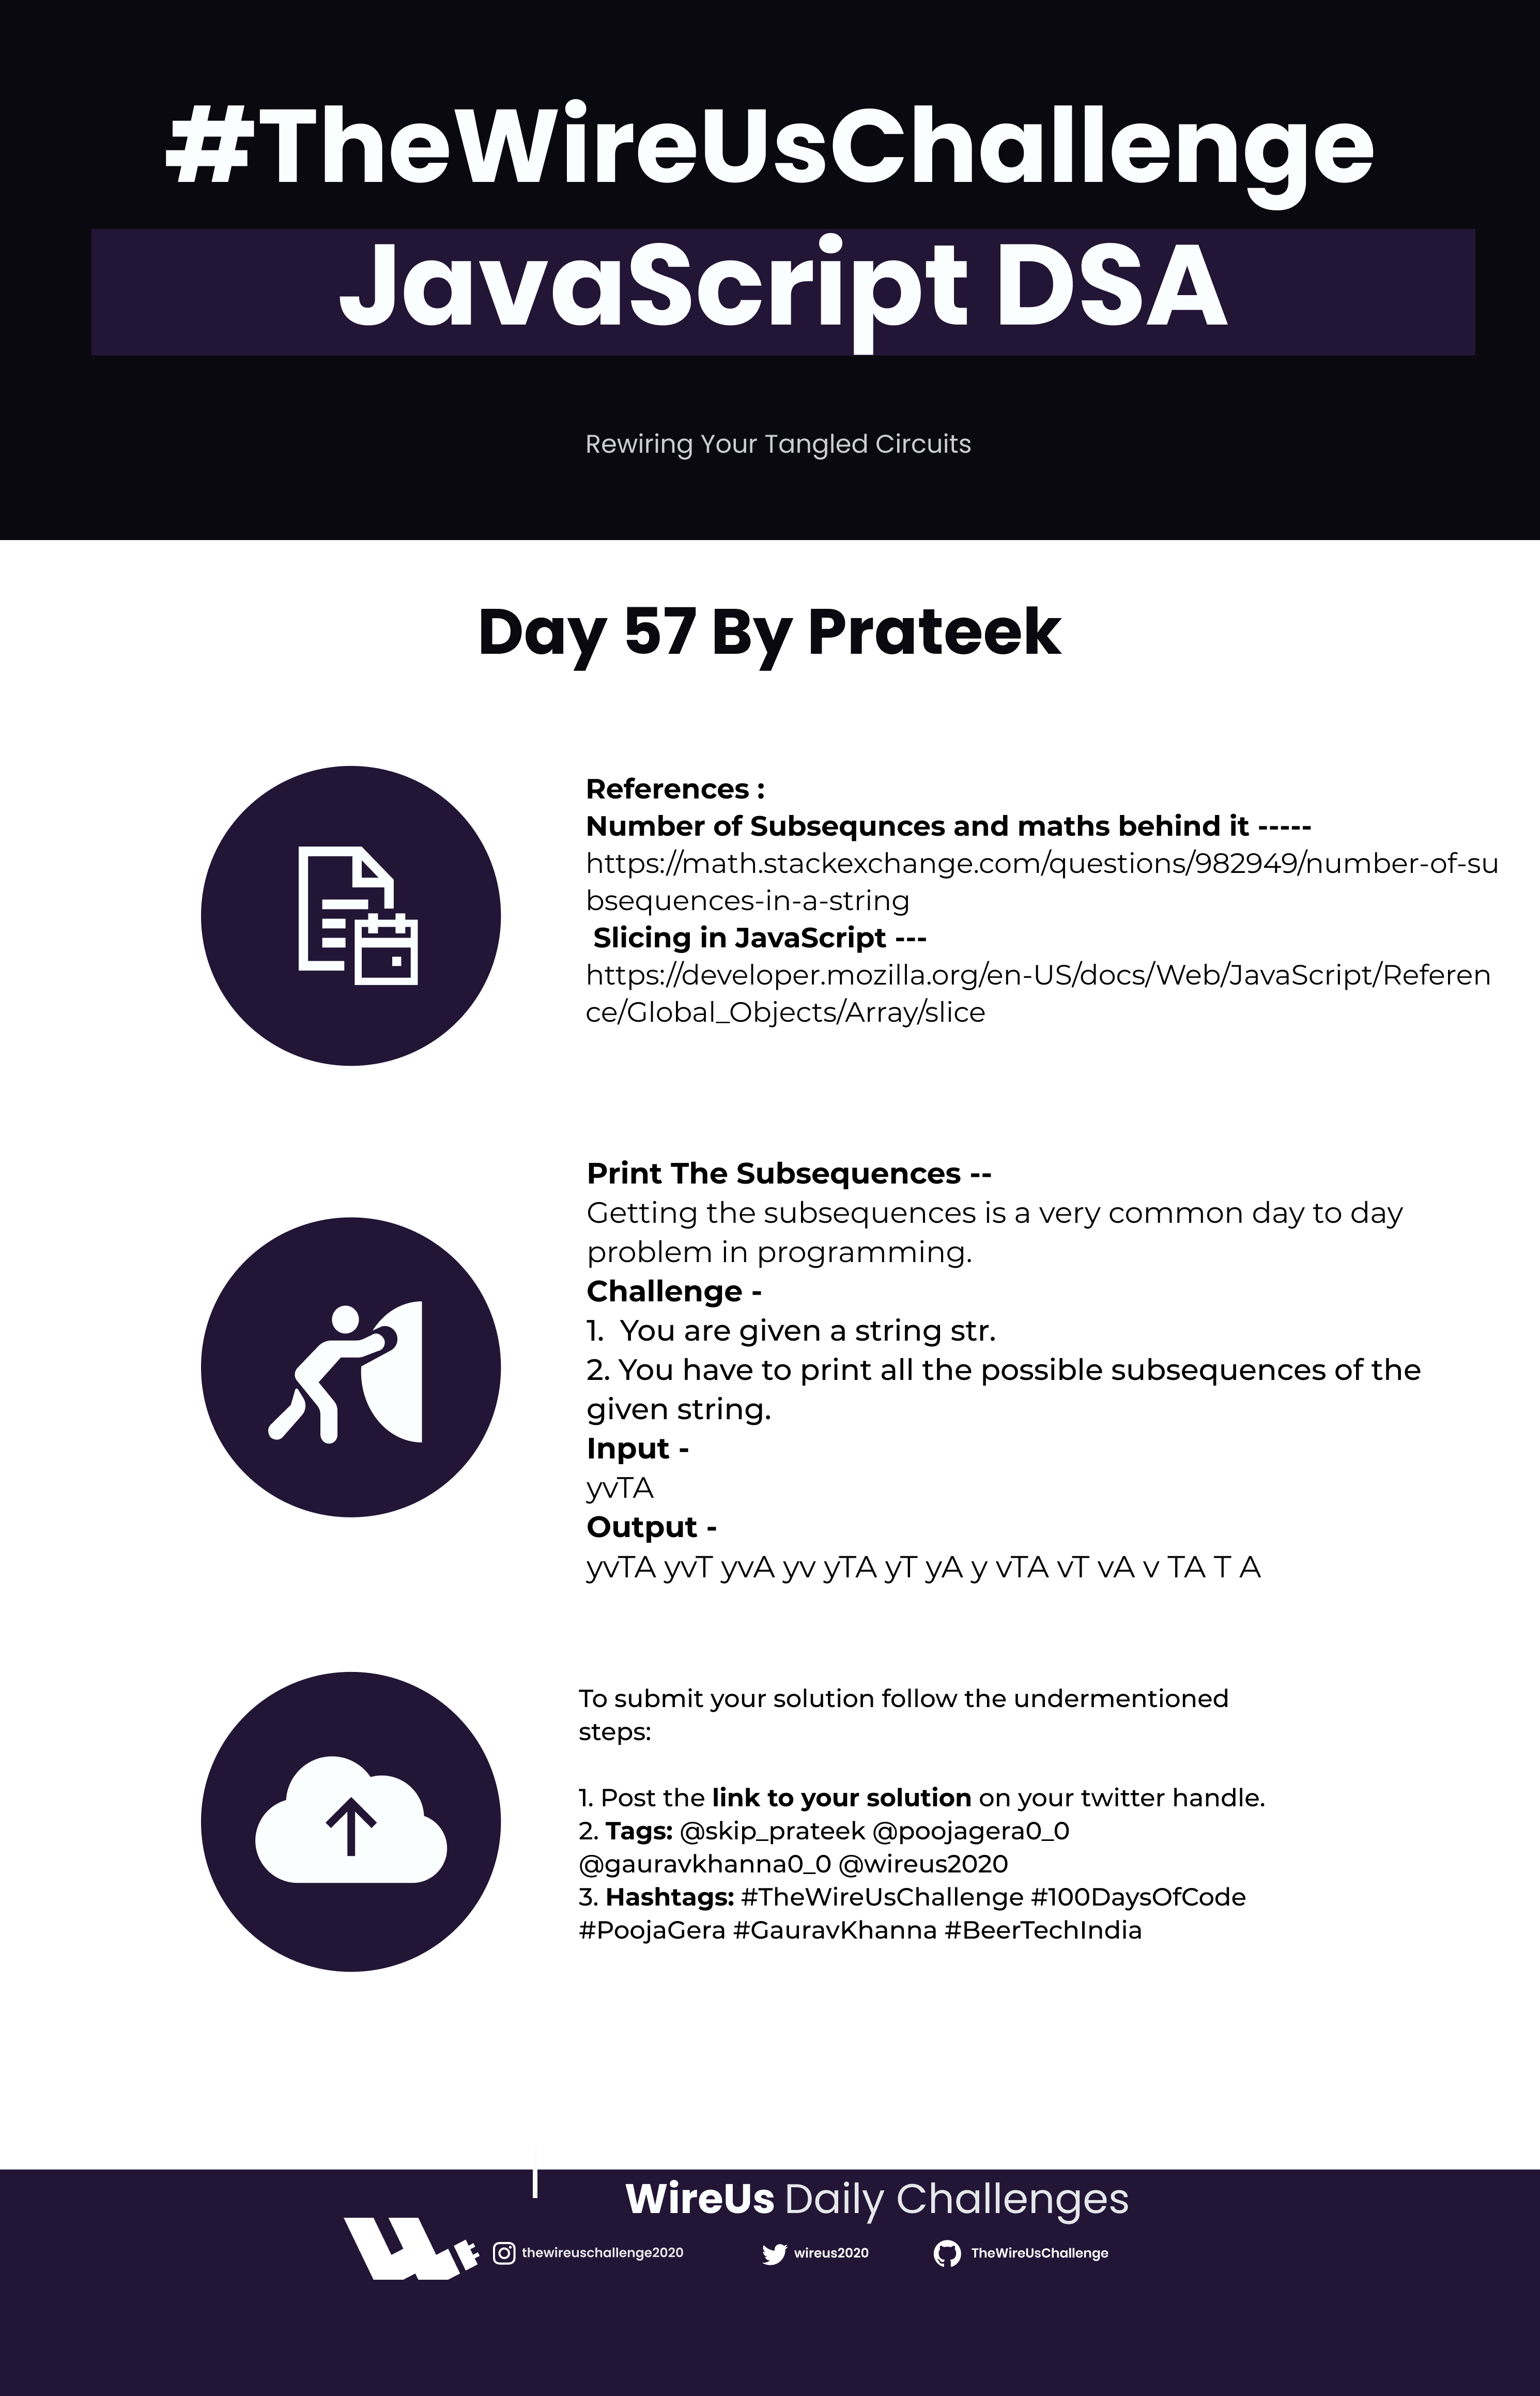 #TheWireUsChallenge
JavaScript DSA
Rewiring Your Tangled Circuits
Day 57 By Prateek
References :
Number of Subsequnces and maths behind it -----
https://math.stackexchange.com/questions/982949/number-of-su
bsequences-in-a-string
Slicing in JavaScript ---
https://developer.mozilla.org/en-US/docs/Web/JavaScript/Referen
ce/Global_Objects/Array/slice
Print The Subsequences --
Getting the subsequences is a very common day to day
problem in programming.
Challenge -
1. You are given a string str.
2. You have to print all the possible subsequences of the
given string.
Input -
yvTA
Output -
yvTA yvT yvA yv yTA yT yA y vTA vT vA v TA T A
To submit your solution follow the undermentioned
steps:
1. Post the link to your solution on your twitter handle.
2. Tags: @skip_prateek @poojagera0_0
@gauravkhanna0_0 @wireus2020
3. Hashtags: #TheWireUsChallenge #100DaysOfCode
#PoojaGera #GauravKhanna #BeerTechIndia
WireUs Daily Challenges
thewireuschallenge2020 wireus2020 TheWireUsChallenge